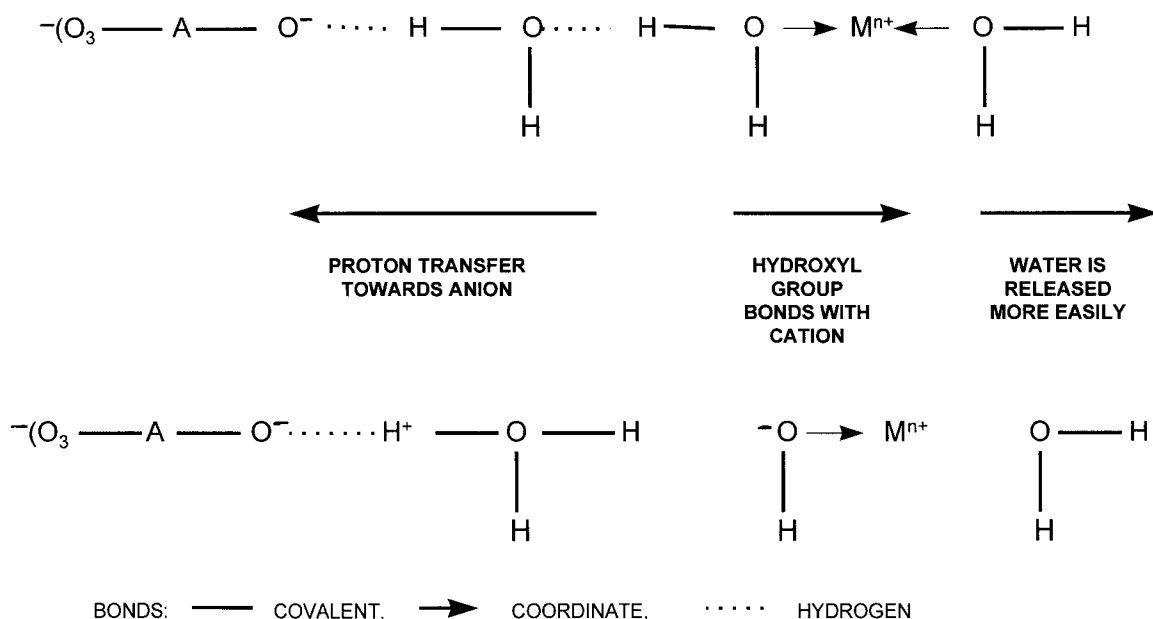 ⁻(O₃ — A — O⁻ ····· H — O ····· H — O → Mⁿ⁺ ← O — H
H H H
PROTON TRANSFER
TOWARDS ANION
HYDROXYL
GROUP
BONDS WITH
CATION
WATER IS
RELEASED
MORE EASILY
⁻(O₃ — A — O⁻ ······ H⁺ — O — H ⁻O → Mⁿ⁺ O — H
H H H
BONDS: — COVALENT. → COORDINATE. ····· HYDROGEN